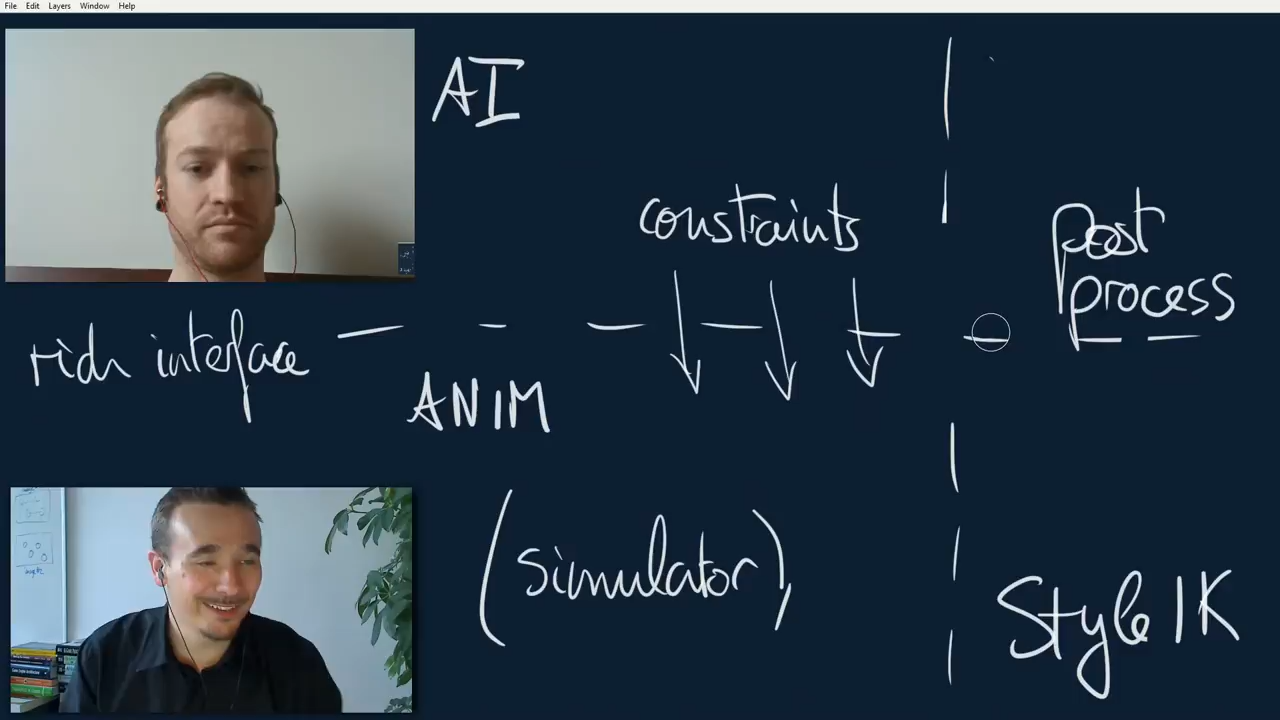 File Edit Layers Window Help
AI
constraints
post
process
rich interface
ANIM
(simulator)
Style IK